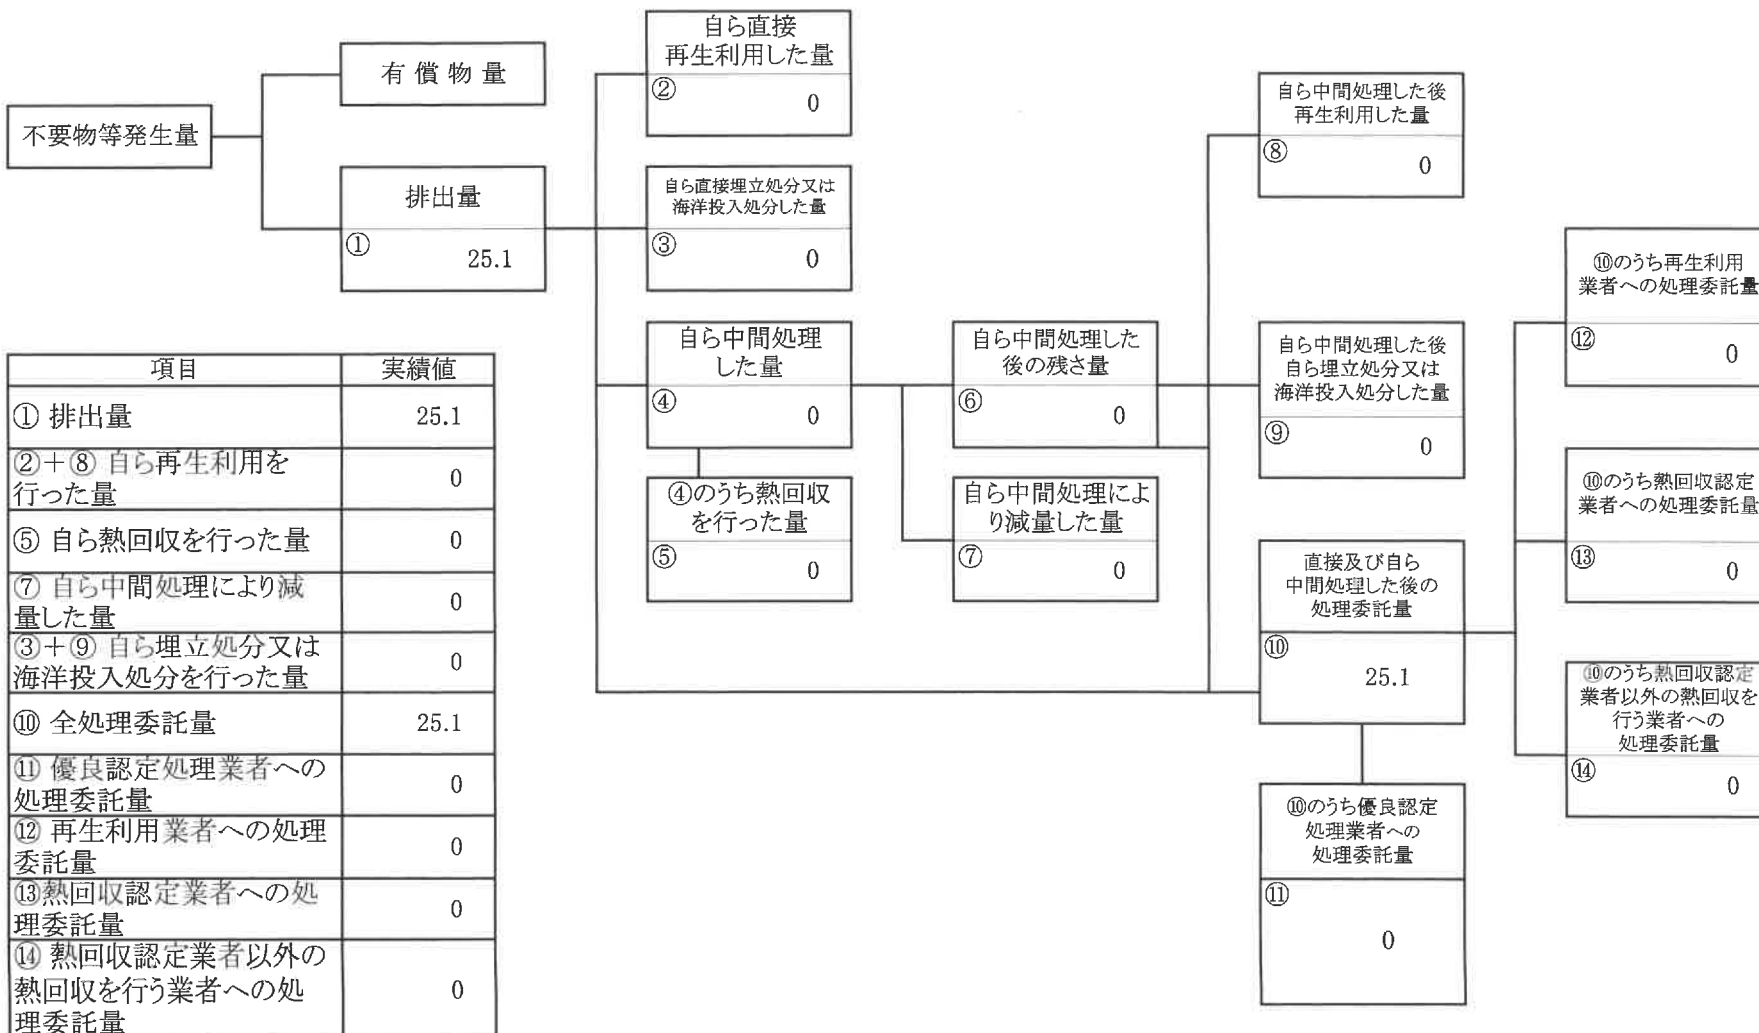 不要物等発生量
有 償 物 量
排出量
①
25.1
自ら直接
再生利用した量
②
0
自ら直接埋立処分又は
海洋投入処分した量
③
0
自ら中間処理
した量
④
0
④のうち熱回収
を行った量
⑤
0
自ら中間処理した
後の残さ量
⑥
0
自ら中間処理によ
り減量した量
⑦
0
自ら中間処理した後
再生利用した量
⑧
0
自ら中間処理した後
自ら埋立処分又は
海洋投入処分した量
⑨
0
直接及び自ら
中間処理した後の
処理委託量
⑩
25.1
⑩のうち優良認定
処理業者への
処理委託量
⑪
0
⑩のうち再生利用
業者への処理委託量
⑫
0
⑩のうち熱回収認定
業者への処理委託量
⑬
0
⑩のうち熱回収認定
業者以外の熱回収を
行う業者への
処理委託量
⑭
0
項目 実績値
① 排出量 25.1
②+⑧ 自ら再生利用を
行った量 0
⑤ 自ら熱回収を行った量 0
⑦ 自ら中間処理により減
量した量 0
③+⑨ 自ら埋立処分又は
海洋投入処分を行った量 0
⑩ 全処理委託量 25.1
⑪ 優良認定処理業者への
処理委託量 0
⑫ 再生利用業者への処理
委託量 0
⑬熱回収認定業者への処
理委託量 0
⑭ 熱回収認定業者以外の
熱回収を行う業者への処
理委託量 0